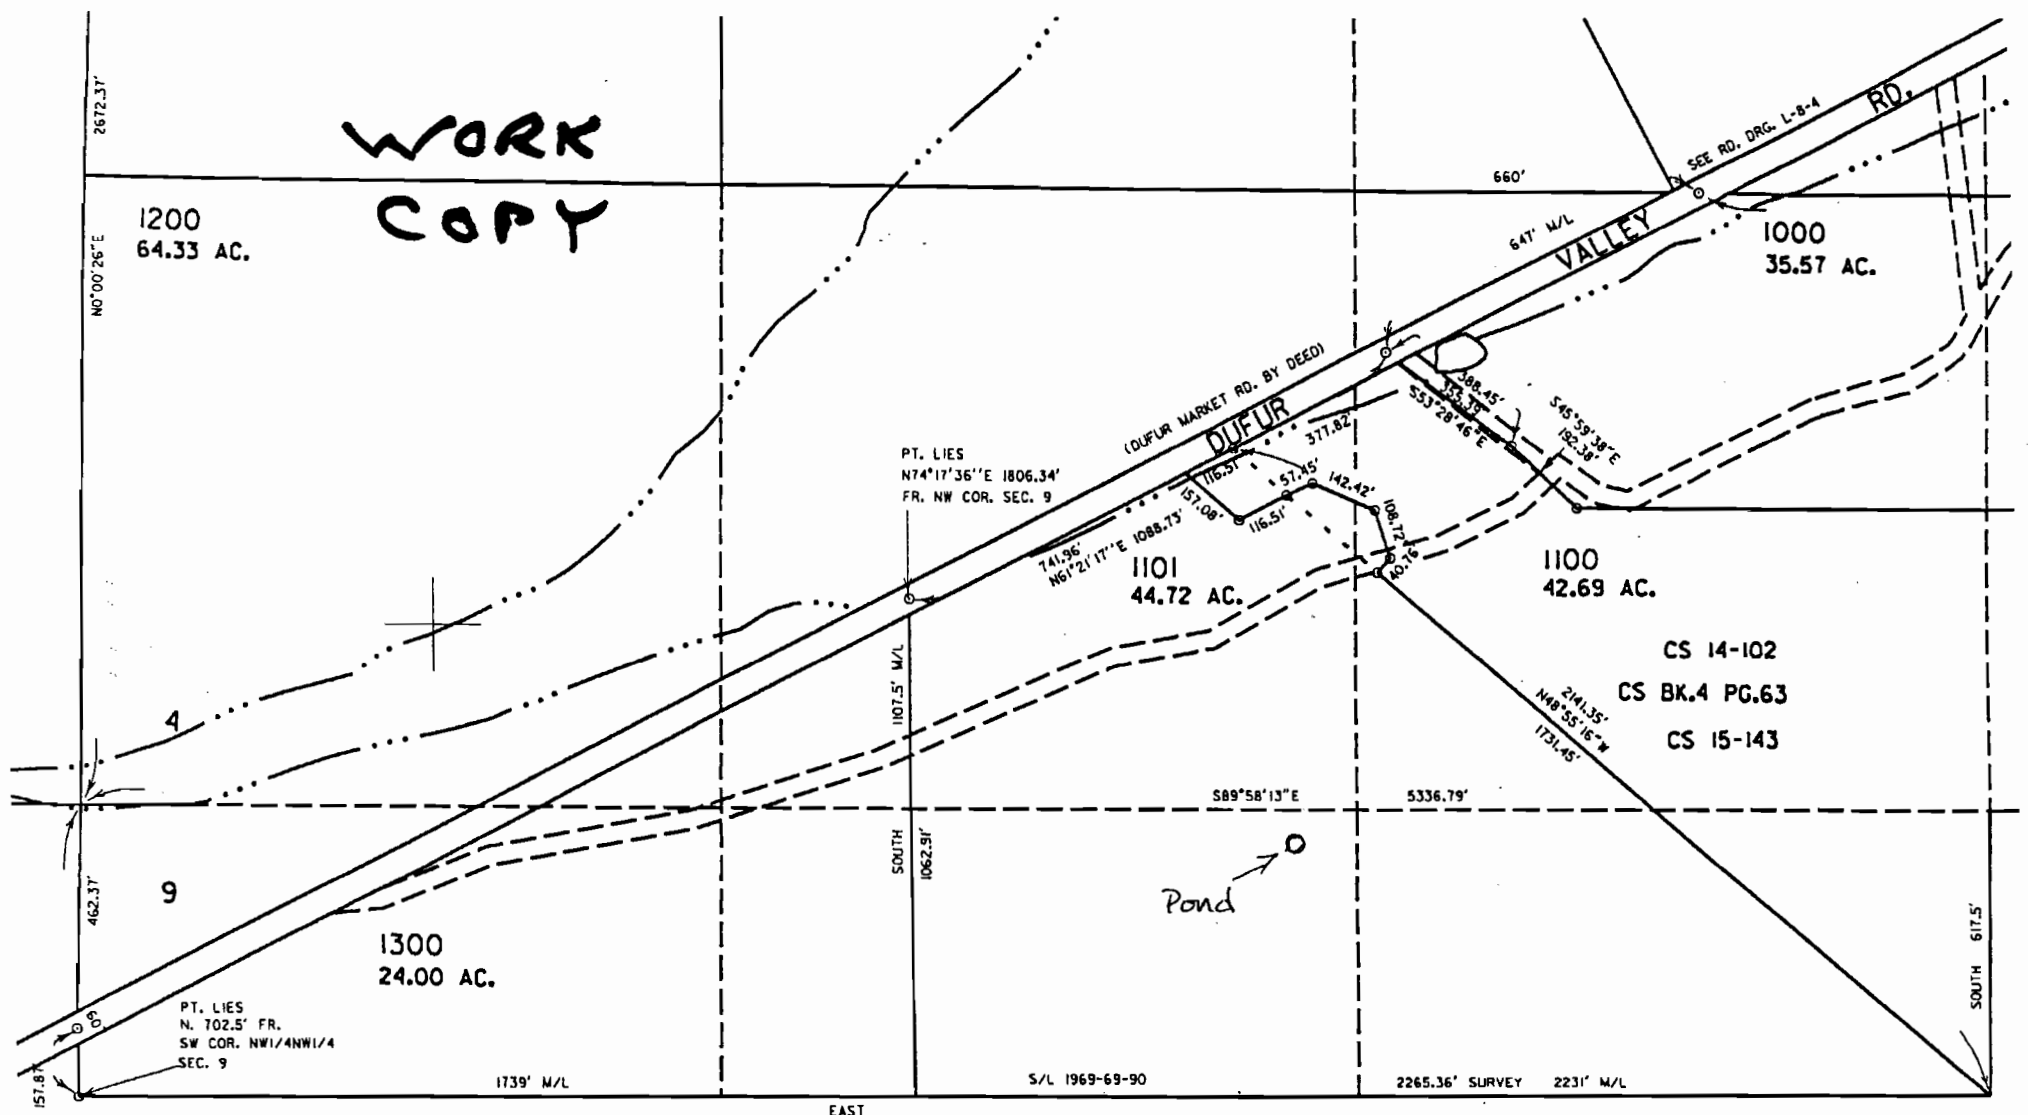 WORK
COPY
2672.37'
1200
64.33 AC.
N0°00'26"E
660'
SEE RD. DRG. L-8-4
RD.
647' M/L
VALLEY
1000
35.57 AC.
(DUFUR MARKET RD. BY DEED)
DUFUR
377.82'
388.45'
355.39'
S53°28'46"E
S45°59'38"E
192.38'
PT. LIES
N74°17'36''E 1806.34'
FR. NW COR. SEC. 9
116.51'
157.08'
57.45'
116.51'
142.42'
108.72'
40.76'
741.96'
N61°21'17''E 1088.73'
1101
44.72 AC.
1100
42.69 AC.
CS 14-102
CS BK.4 PG.63
CS 15-143
2141.35'
N48°55'16"W
1731.45'
1107.5' M/L
4
S89°58'13"E
5336.79'
SOUTH
1062.91'
Pond
9
462.37'
1300
24.00 AC.
SOUTH 617.5'
60
PT. LIES
N. 702.5' FR.
SW COR. NW1/4NW1/4
SEC. 9
157.87'
1739' M/L
S/L 1969-69-90
2265.36' SURVEY
2231' M/L
EAST